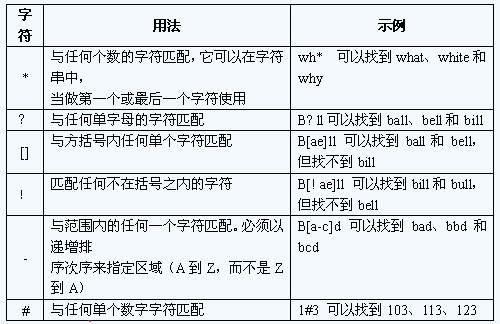 字符 用法 示例
* 与任何个数的字符匹配,它可以在字符串中,当做第一个或最后一个字符使用 wh* 可以找到 what、white 和 why
? 与任何单字母的字符匹配 B? ll 可以找到 ball、bell 和 bill
[] 与方括号内任何单个字符匹配 B[ae]ll 可以找到 ball 和 bell,但找不到 bill
! 匹配任何不在括号之内的字符 B[! ae]ll 可以找到 bill 和 bull,但找不到 bell
- 与范围内的任何一个字符匹配。必须以递增排序次序来指定区域(A 到 Z,而不是 Z 到 A) B[a-c]d 可以找到 bad、bbd 和 bcd
# 与任何单个数字字符匹配 1#3 可以找到 103、113、123